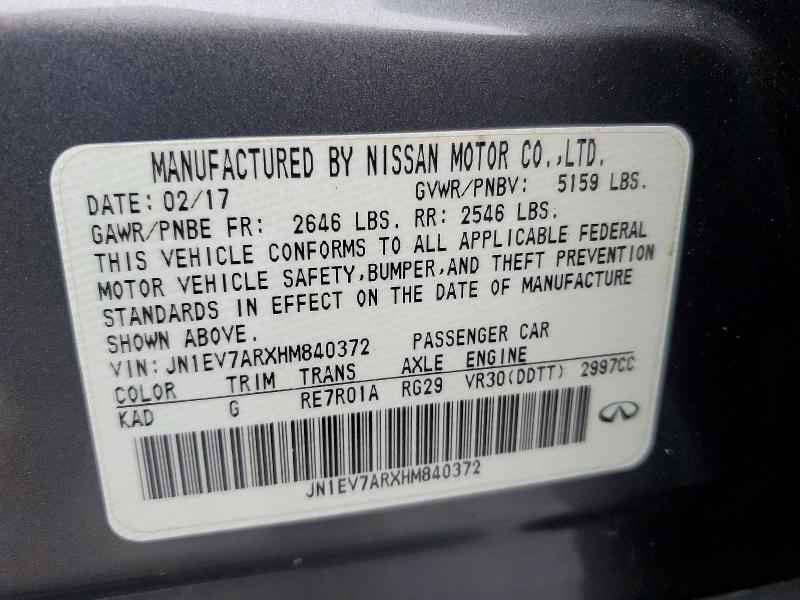 MANUFACTURED BY NISSAN MOTOR CO.,LTD.
DATE: 02/17 GVWR/PNBV: 5159 LBS.
GAWR/PNBE FR: 2646 LBS. RR: 2546 LBS.
THIS VEHICLE CONFORMS TO ALL APPLICABLE FEDERAL
MOTOR VEHICLE SAFETY,BUMPER,AND THEFT PREVENTION
STANDARDS IN EFFECT ON THE DATE OF MANUFACTURE
SHOWN ABOVE.
VIN: JN1EV7ARXHM840372 PASSENGER CAR
COLOR TRIM TRANS AXLE ENGINE
KAD G RE7R01A RG29 VR30(DDTT) 2997CC
JN1EV7ARXHM840372